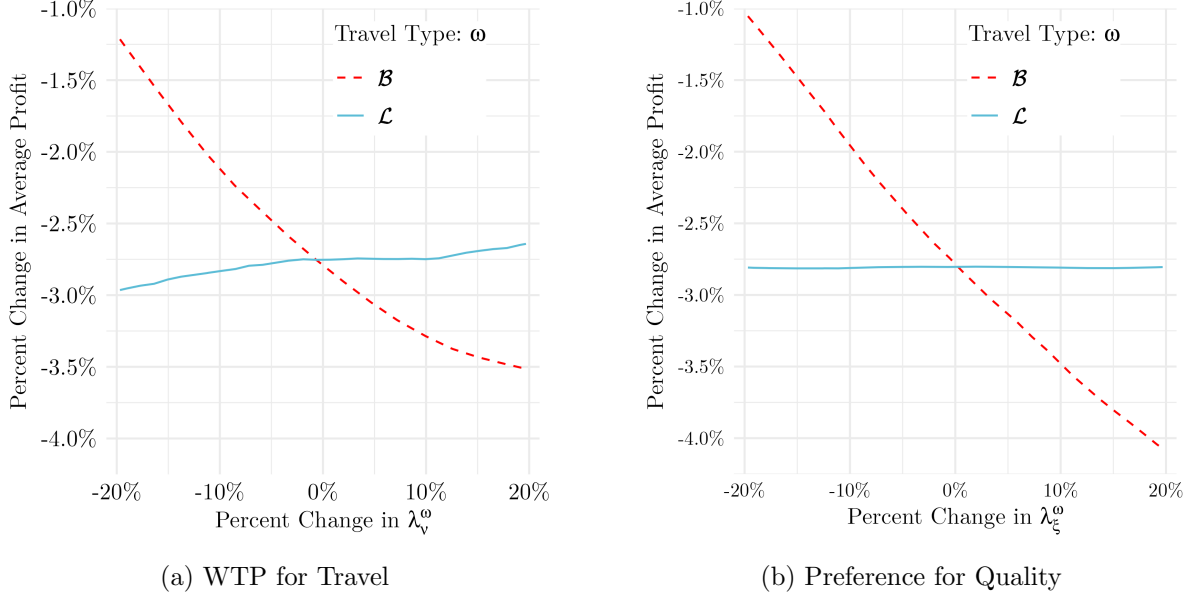 -1.0%
-1.5%
-2.0%
-2.5%
-3.0%
-3.5%
-4.0%
Percent Change in Average Profit
Travel Type: ω
ℬ
ℒ
-20% -10% 0% 10% 20%
Percent Change in λ_ν^ω
(a) WTP for Travel
-1.0%
-1.5%
-2.0%
-2.5%
-3.0%
-3.5%
-4.0%
Percent Change in Average Profit
Travel Type: ω
ℬ
ℒ
-20% -10% 0% 10% 20%
Percent Change in λ_ξ^ω
(b) Preference for Quality